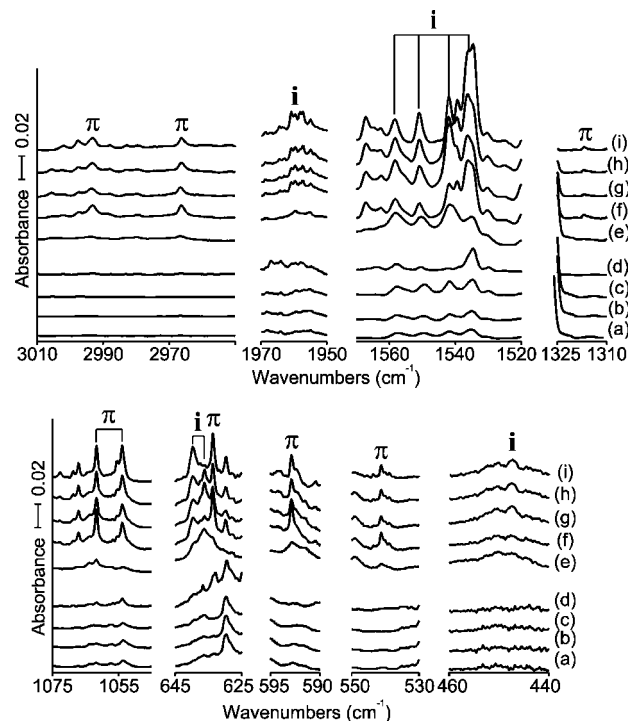 i
π π i π
Absorbance 0.02
(i)
(h)
(g)
(f)
(e)
(d)
(c)
(b)
(a)
3010 2990 2970 1970 1950 1560 1540 1520 1325 1310
Wavenumbers (cm⁻¹)
π i π π π i
Absorbance 0.02
(i)
(h)
(g)
(f)
(e)
(d)
(c)
(b)
(a)
1075 1055 645 625 595 590 550 530 460 440
Wavenumbers (cm⁻¹)